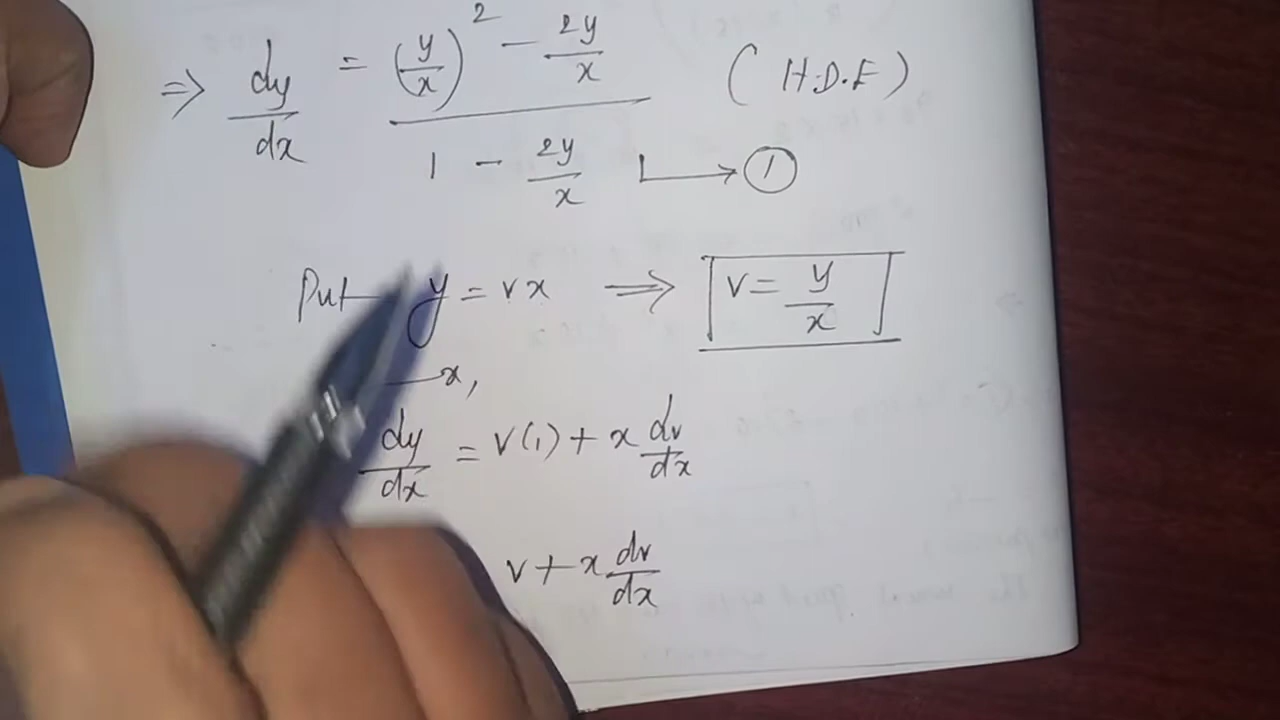 ⇒ dy/dx = ((y/x)² − 2y/x) / (1 − 2y/x) (H.D.E) → ①
Put y = vx ⇒ v = y/x
x,
dy/dx = v(1) + x dv/dx
v + x dv/dx